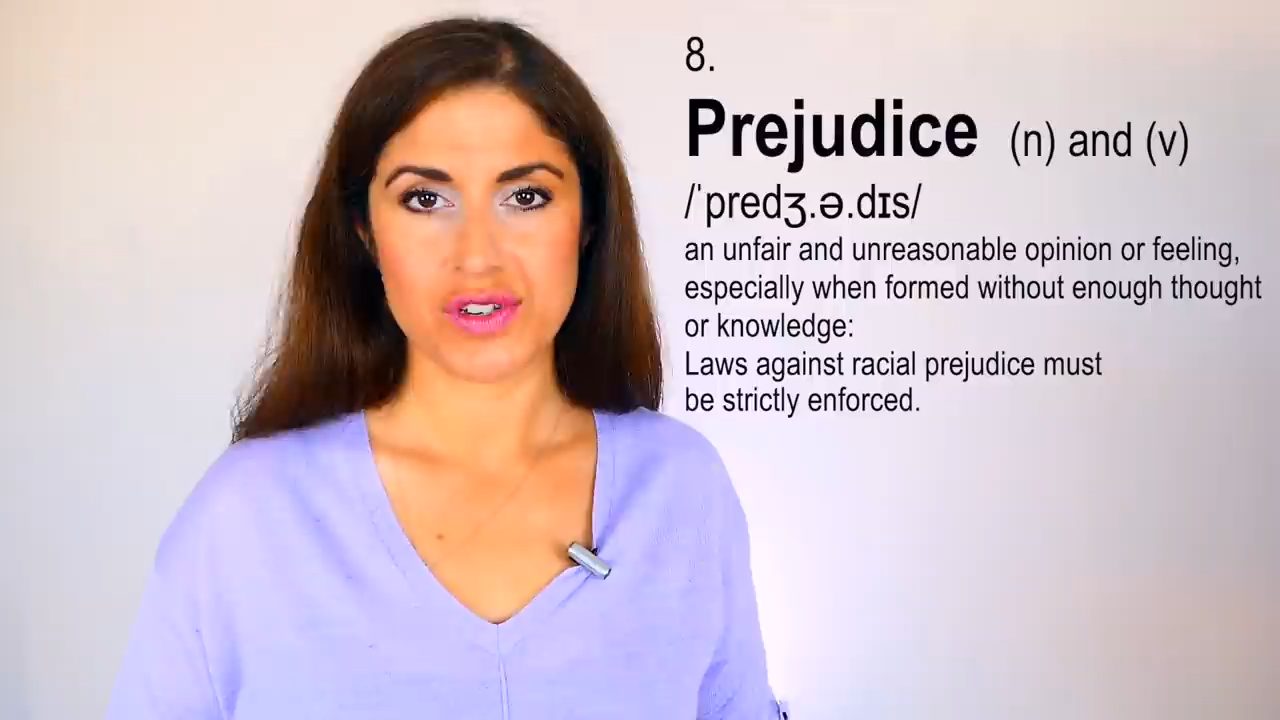 8.
Prejudice (n) and (v)
/ˈpredʒ.ə.dɪs/
an unfair and unreasonable opinion or feeling,
especially when formed without enough thought
or knowledge:
Laws against racial prejudice must
be strictly enforced.